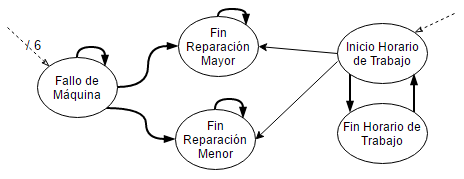 / 6
Fallo de
Máquina
Fin
Reparación
Mayor
Fin
Reparación
Menor
Inicio Horario
de Trabajo
Fin Horario de
Trabajo